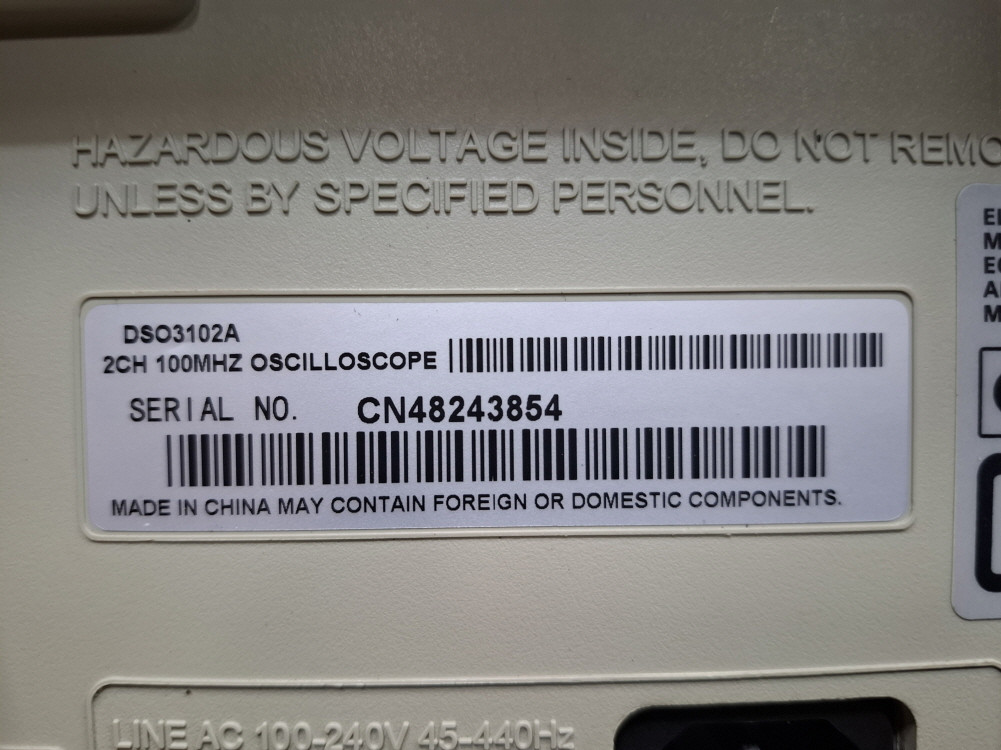 HAZARDOUS VOLTAGE INSIDE, DO NOT
UNLESS BY SPECIFIED PERSONNEL.
DSO3102A
2CH 100MHZ OSCILLOSCOPE
SERIAL NO. CN48243854
MADE IN CHINA MAY CONTAIN FOREIGN OR DOMESTIC COMPONENTS.
LINE AC 100-240V 45-440Hz